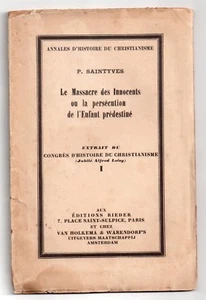 ANNALES D'HISTOIRE DU CHRISTIANISME
P. SAINTYVES
Le Massacre des Innocents
ou la persécution
de l'Enfant prédestiné
EXTRAIT DU
CONGRÈS D'HISTOIRE DU CHRISTIANISME
(Jubilé Alfred Loisy)
I
AUX
ÉDITIONS RIEDER
7, PLACE SAINT-SULPICE, PARIS
ET CHEZ
VAN HOLKEMA & WARENDORF'S
UITGEVERS MAATSCHAPPIJ
AMSTERDAM